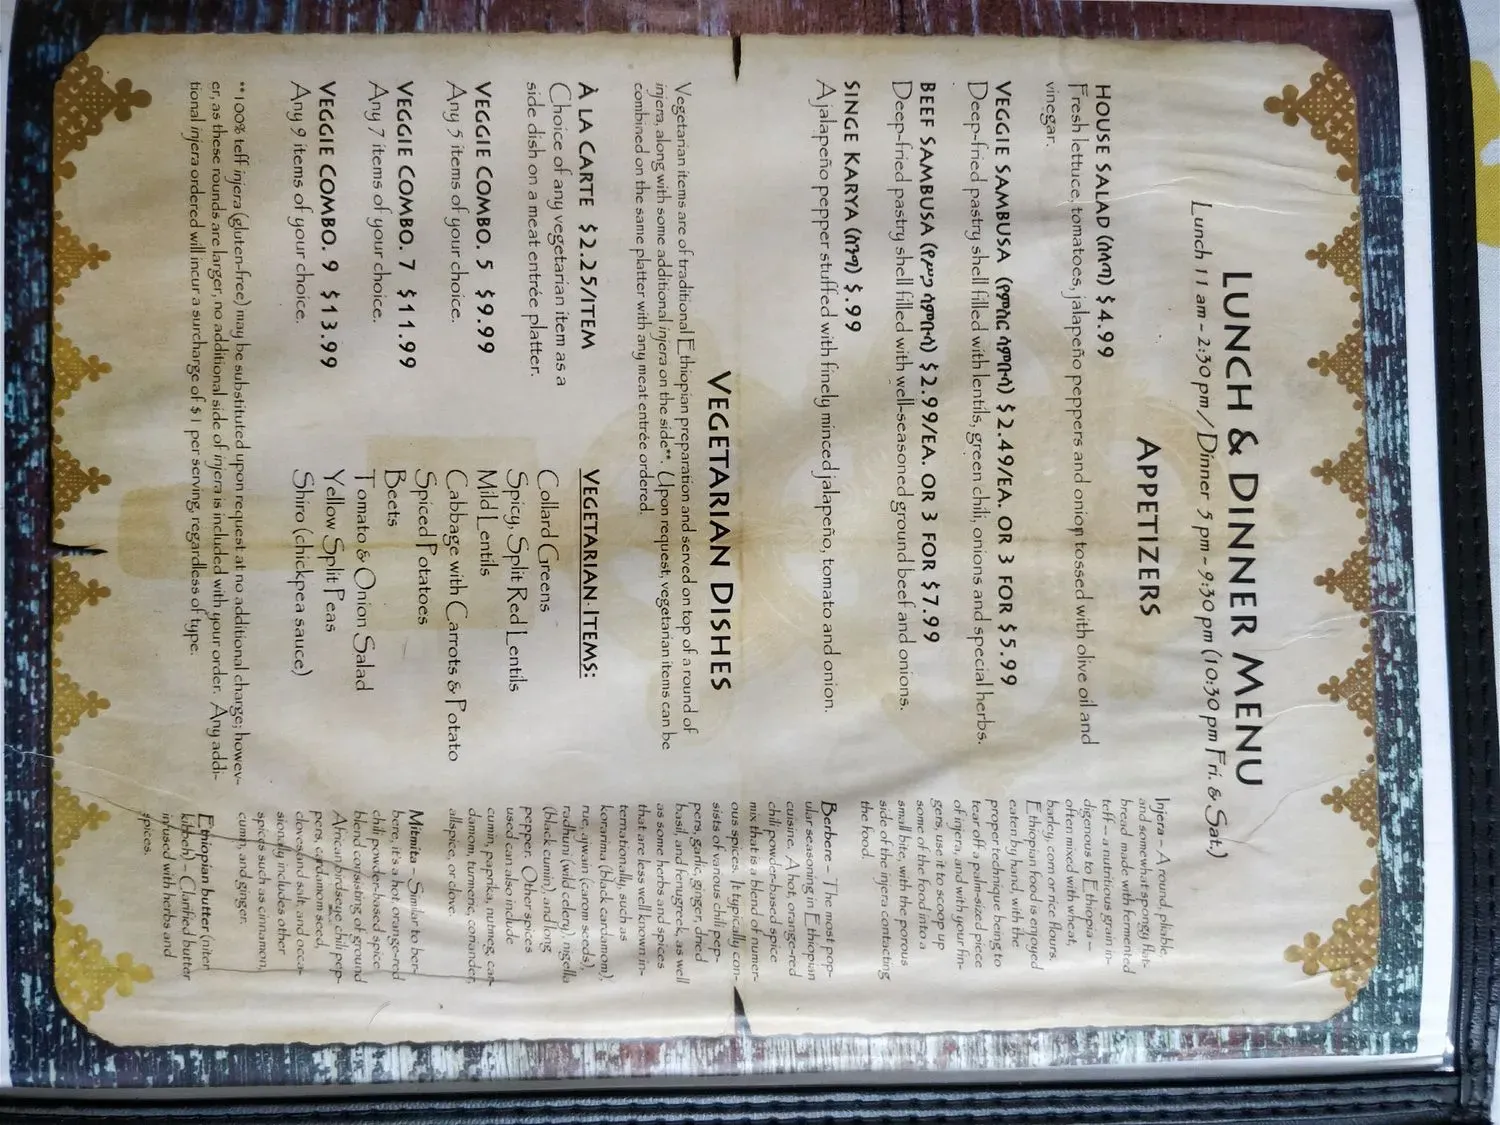 LUNCH & DINNER MENU
Lunch 11 am - 2:30 pm / Dinner 5 pm - 9:30 pm (10:30 pm Fri. & Sat.)
APPETIZERS
HOUSE SALAD (ሰላጣ) $4.99
Fresh lettuce, tomatoes, jalapeño peppers and onion tossed with olive oil and
vinegar.
VEGGIE SAMBUSA (የምስር ሳምቡሳ) $2.49/EA. OR 3 FOR $5.99
Deep-fried pastry shell filled with lentils, green chili, onions and special herbs.
BEEF SAMBUSA (የሥጋ ሳምቡሳ) $2.99/EA. OR 3 FOR $7.99
Deep-fried pastry shell filled with well-seasoned ground beef and onions.
SINGE KARYA (ስንግ) $.99
A jalapeño pepper stuffed with finely minced jalapeño, tomato and onion.
VEGETARIAN DISHES
Vegetarian items are of traditional Ethiopian preparation and served on top of a round of
injera, along with some additional injera on the side**. Upon request, vegetarian items can be
combined on the same platter with any meat entrée ordered.
À LA CARTE $2.25/ITEM
Choice of any vegetarian item as a
side dish on a meat entrée platter.
VEGGIE COMBO. 5 $9.99
Any 5 items of your choice.
VEGGIE COMBO. 7 $11.99
Any 7 items of your choice.
VEGGIE COMBO. 9 $13.99
Any 9 items of your choice.
VEGETARIAN ITEMS:
Collard Greens
Spicy, Split Red Lentils
Mild Lentils
Cabbage with Carrots & Potato
Spiced Potatoes
Beets
Tomato & Onion Salad
Yellow Split Peas
Shiro (chickpea sauce)
** 100% teff injera (gluten-free) may be substituted upon request at no additional charge; howev-
er, as these rounds are larger, no additional side of injera is included with your order. Any addi-
tional injera ordered will incur a surcharge of $1 per serving, regardless of type.
Injera – A round, pliable,
and somewhat spongy flat-
bread made with fermented
teff – a nutritious grain in-
digenous to Ethiopia –
often mixed with wheat,
barley, corn or rice flours.
Ethiopian food is enjoyed
eaten by hand, with the
proper technique being to
tear off a palm-sized piece
of injera, and with your fin-
gers, use it to scoop up
some of the food into a
small bite, with the porous
side of the injera contacting
the food.
Berbere – The most pop-
ular seasoning in Ethiopian
cuisine. A hot, orange-red
chili powder-based spice
mix that is a blend of numer-
ous spices. It typically con-
sists of various chili pep-
pers, garlic, ginger, dried
basil, and fenugreek, as well
as some herbs and spices
that are less well known in-
ternationally, such as
korarima (black cardamom),
rue, ajwain (carom seeds),
radhuni (wild celery) nigella
(black cumin), and long
pepper. Other spices
used can also include
cumin, paprika, nutmeg, car-
damom, turmeric, coriander,
allspice, or clove.
Mitmita – Similar to ber-
bere, it's a hot, orange-red
chili powder-based spice
blend consisting of ground
African birdseye chili pep-
pers, cardamom seed,
cloves and salt, and occa-
sionally includes other
spices such as cinnamon,
cumin, and ginger.
Ethiopian butter (niter
kibbeh) – Clarified butter
infused with herbs and
spices.